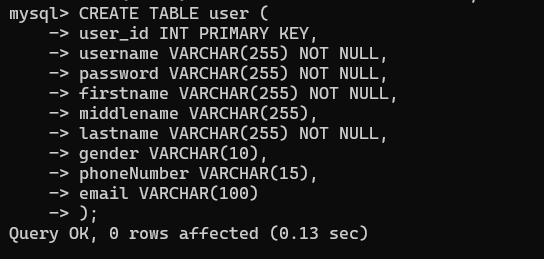 mysql> CREATE TABLE user (
    -> user_id INT PRIMARY KEY,
    -> username VARCHAR(255) NOT NULL,
    -> password VARCHAR(255) NOT NULL,
    -> firstname VARCHAR(255) NOT NULL,
    -> middlename VARCHAR(255),
    -> lastname VARCHAR(255) NOT NULL,
    -> gender VARCHAR(10),
    -> phoneNumber VARCHAR(15),
    -> email VARCHAR(100)
    -> );
Query OK, 0 rows affected (0.13 sec)